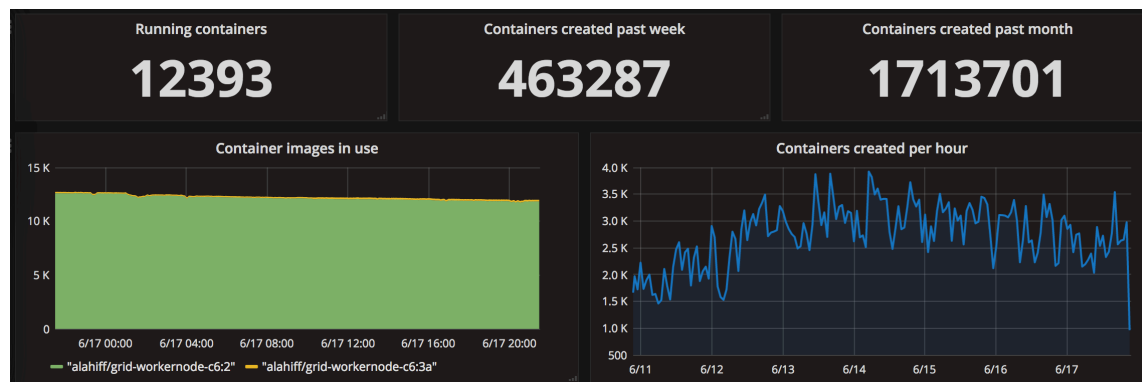 Running containers
12393
Containers created past week
463287
Containers created past month
1713701
Container images in use
15 K
10 K
5 K
0
6/17 00:00 6/17 04:00 6/17 08:00 6/17 12:00 6/17 16:00 6/17 20:00
"alahiff/grid-workernode-c6:2" "alahiff/grid-workernode-c6:3a"
Containers created per hour
4.0 K
3.5 K
3.0 K
2.5 K
2.0 K
1.5 K
1.0 K
500
6/11 6/12 6/13 6/14 6/15 6/16 6/17